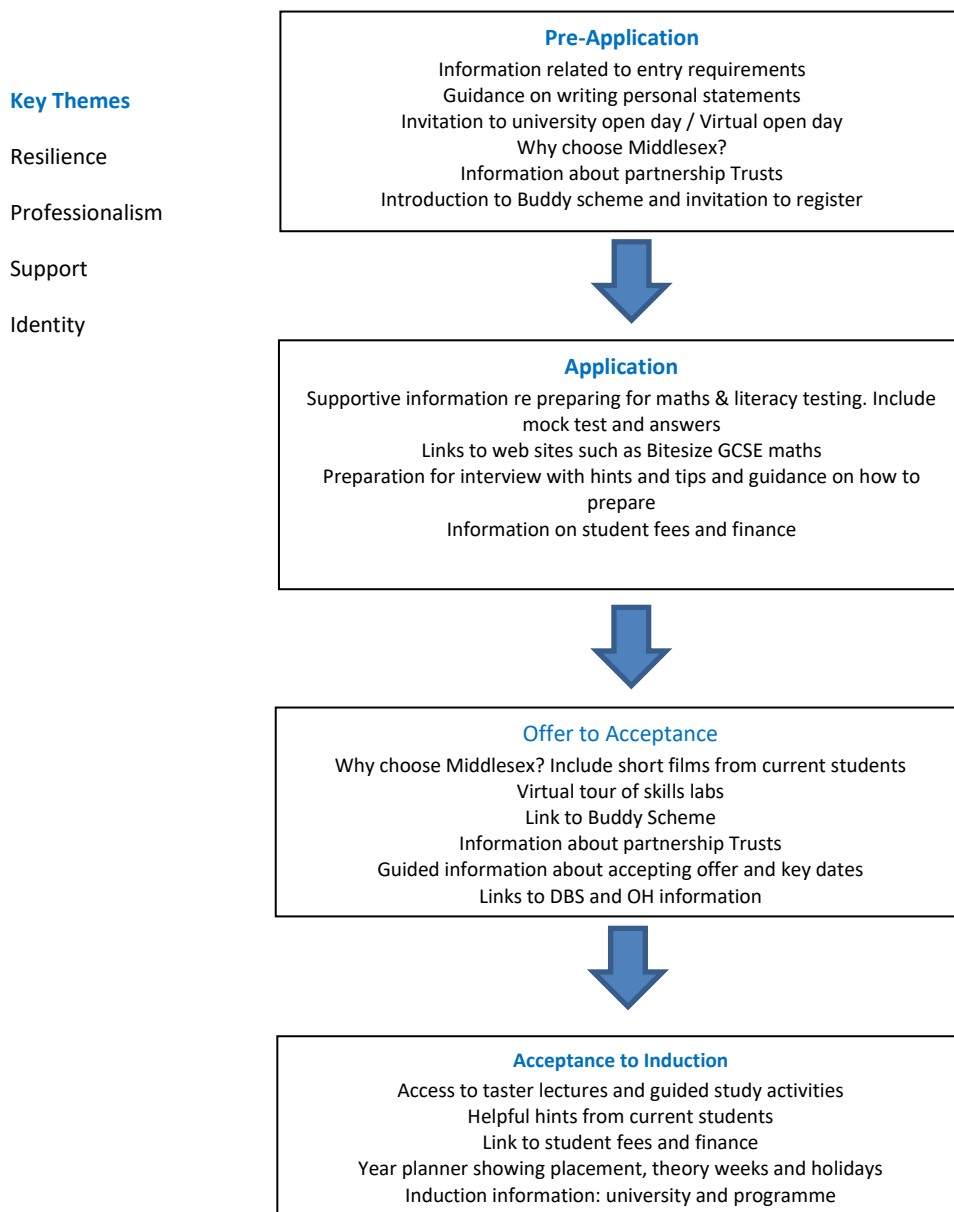 Key Themes
Resilience
Professionalism
Support
Identity
Pre-Application
Information related to entry requirements
Guidance on writing personal statements
Invitation to university open day / Virtual open day
Why choose Middlesex?
Information about partnership Trusts
Introduction to Buddy scheme and invitation to register
Application
Supportive information re preparing for maths & literacy testing. Include
mock test and answers
Links to web sites such as Bitesize GCSE maths
Preparation for interview with hints and tips and guidance on how to
prepare
Information on student fees and finance
Offer to Acceptance
Why choose Middlesex? Include short films from current students
Virtual tour of skills labs
Link to Buddy Scheme
Information about partnership Trusts
Guided information about accepting offer and key dates
Links to DBS and OH information
Acceptance to Induction
Access to taster lectures and guided study activities
Helpful hints from current students
Link to student fees and finance
Year planner showing placement, theory weeks and holidays
Induction information: university and programme